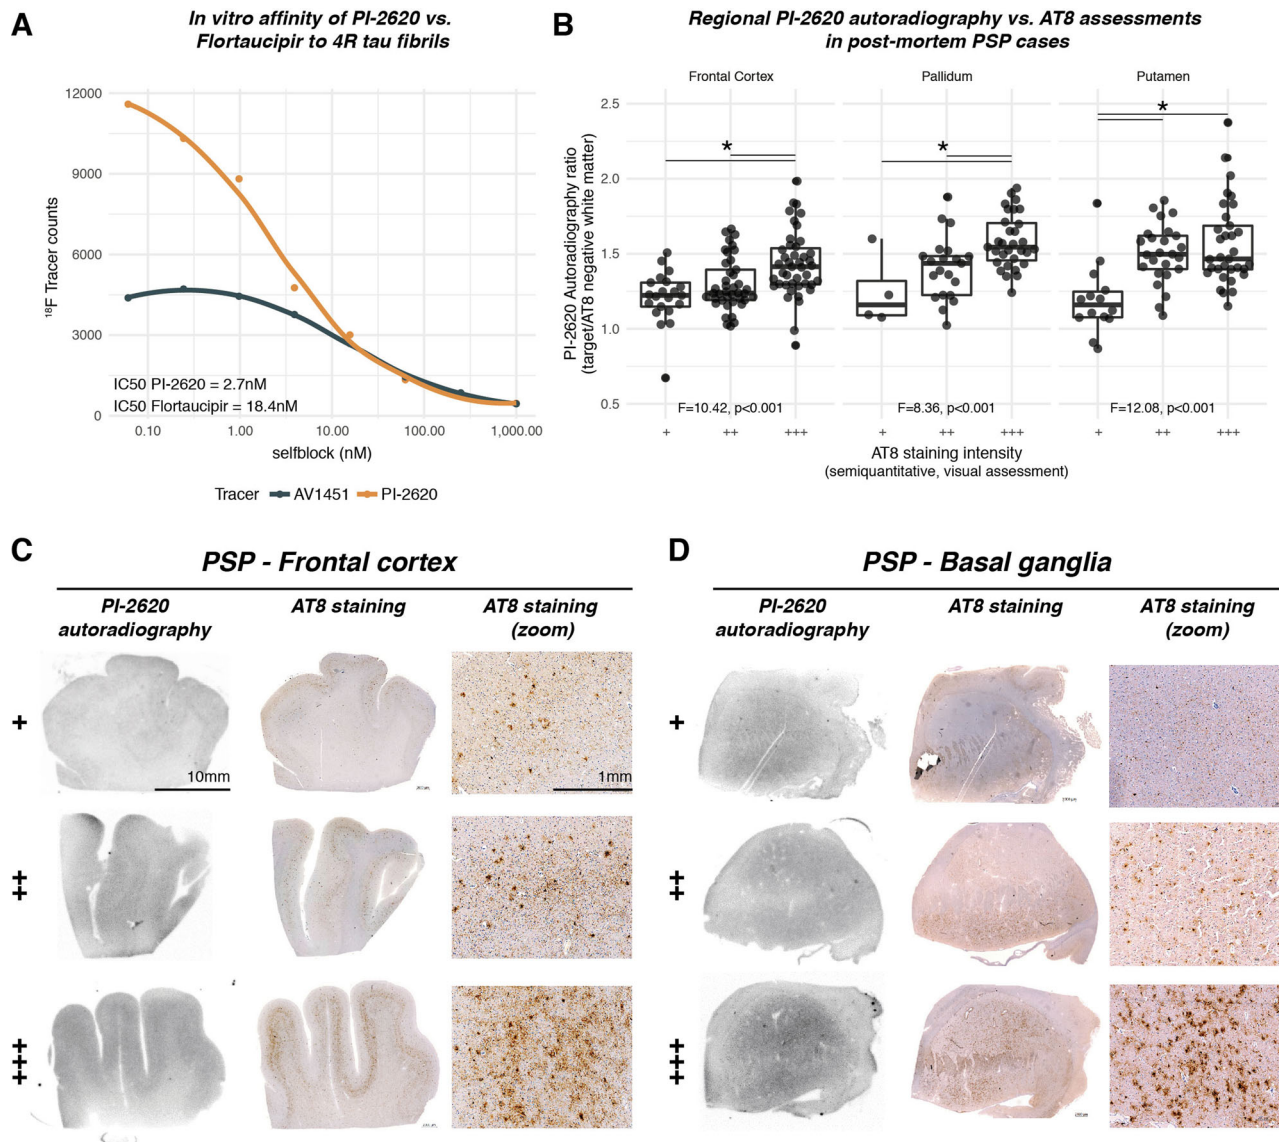 A
In vitro affinity of PI-2620 vs.
Flortaucipir to 4R tau fibrils
12000
9000
6000
3000
0
¹⁸F Tracer counts
IC50 PI-2620 = 2.7nM
IC50 Flortaucipir = 18.4nM
0.10
1.00
10.00
100.00
1,000.00
selfblock (nM)
Tracer AV1451 PI-2620
B
Regional PI-2620 autoradiography vs. AT8 assessments
in post-mortem PSP cases
Frontal Cortex
Pallidum
Putamen
PI-2620 Autoradiography ratio
(target/AT8 negative white matter)
2.5
2.0
1.5
1.0
0.5
*
*
*
F=10.42, p<0.001
F=8.36, p<0.001
F=12.08, p<0.001
+ ++ +++
+ ++ +++
+ ++ +++
AT8 staining intensity
(semiquantitative, visual assessment)
C
PSP - Frontal cortex
PI-2620
autoradiography
AT8 staining
AT8 staining
(zoom)
+
10mm
1mm
++
+++
D
PSP - Basal ganglia
PI-2620
autoradiography
AT8 staining
AT8 staining
(zoom)
+
++
+++